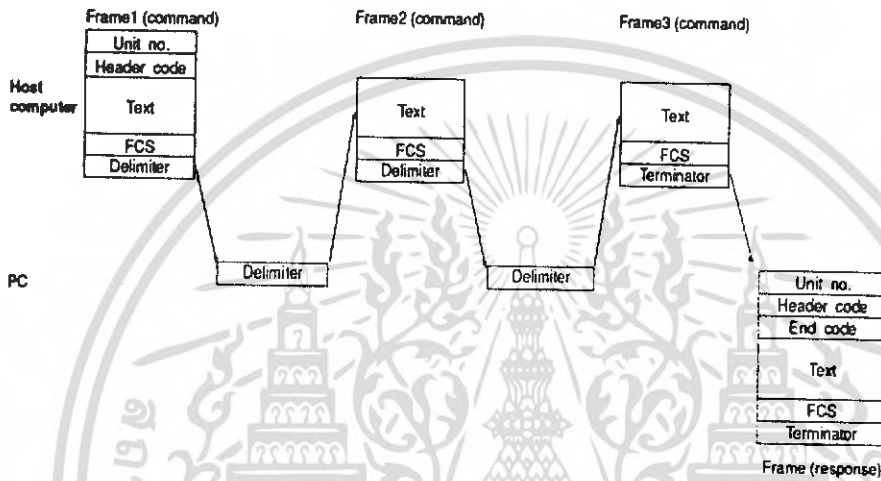 Frame1 (command)
Frame2 (command)
Frame3 (command)
Host
computer
Unit no.
Header code
Text
FCS
Delimiter
Text
FCS
Delimiter
Text
FCS
Terminator
PC
Delimiter
Delimiter
Unit no.
Header code
End code
Text
FCS
Terminator
Frame (response)